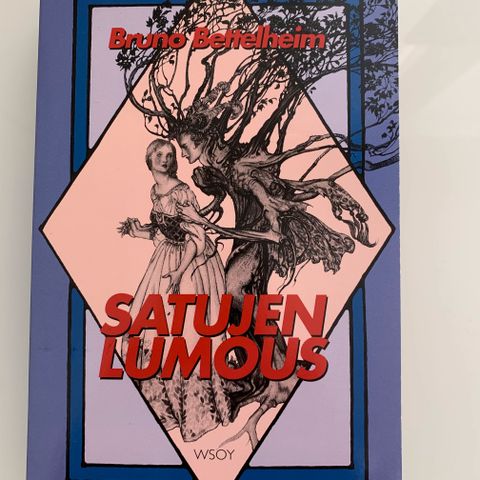 Bruno Bettelheim
SATUJEN
LUMOUS
WSOY